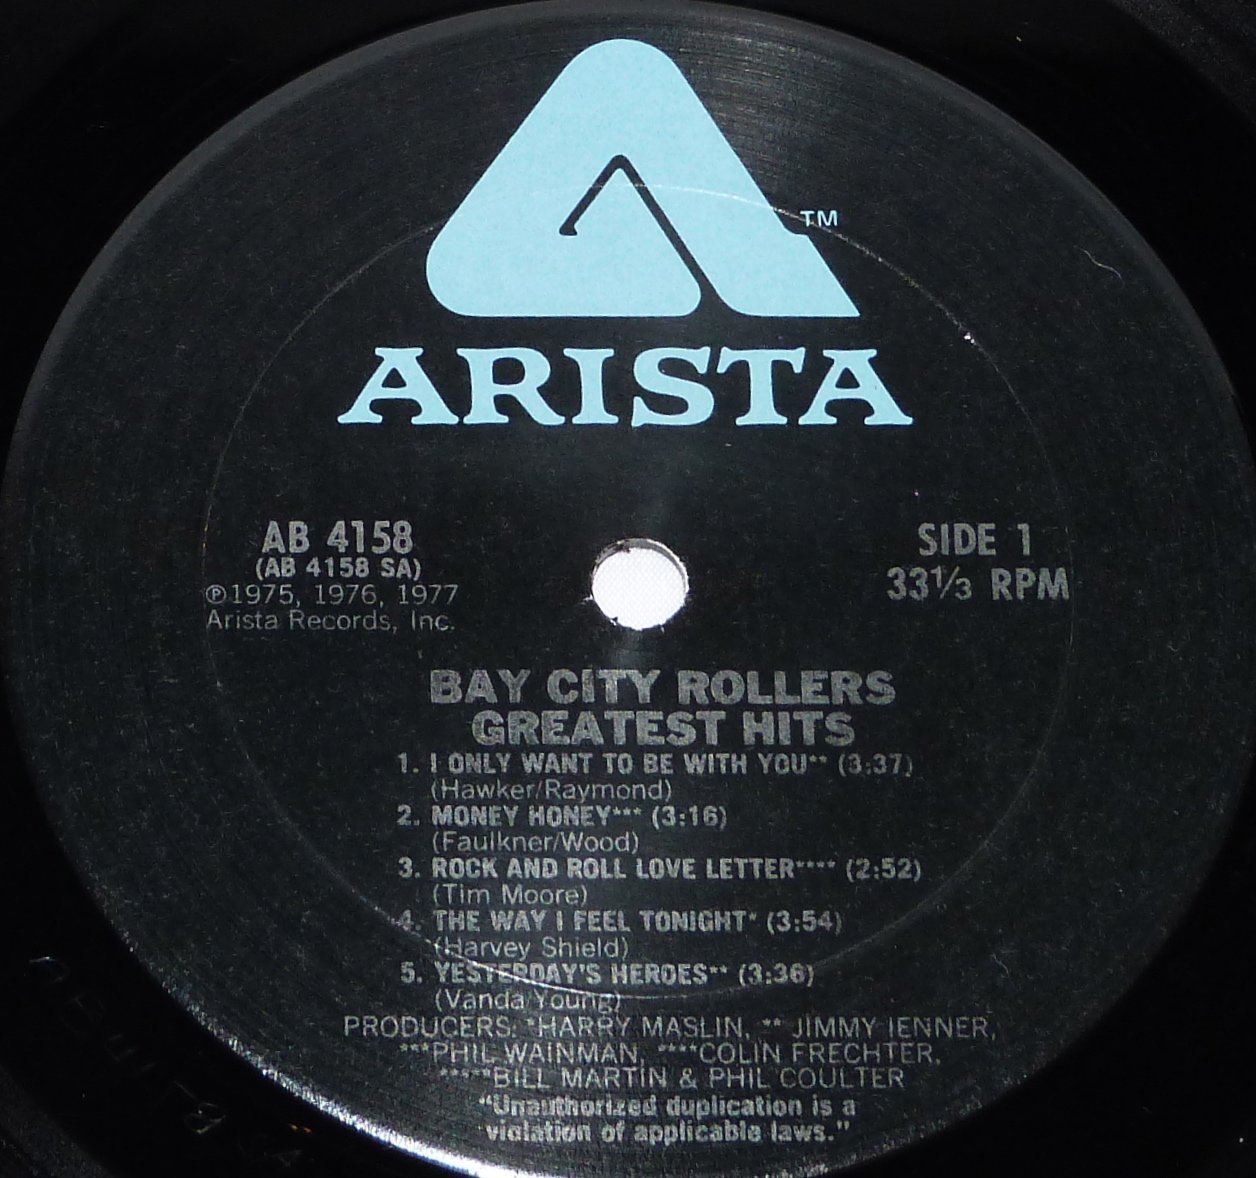 TM
ARISTA
AB 4158
(AB 4158 SA)
℗1975, 1976, 1977
Arista Records, Inc.
SIDE 1
33⅓ RPM
BAY CITY ROLLERS
GREATEST HITS
1. I ONLY WANT TO BE WITH YOU** (3:37)
(Hawker/Raymond)
2. MONEY HONEY*** (3:16)
(Faulkner/Wood)
3. ROCK AND ROLL LOVE LETTER**** (2:52)
(Tim Moore)
4. THE WAY I FEEL TONIGHT* (3:54)
(Harvey Shield)
5. YESTERDAY'S HEROES** (3:36)
(Vanda/Young)
PRODUCERS: *HARRY MASLIN, ** JIMMY IENNER,
***PHIL WAINMAN, ****COLIN FRECHTER,
*****BILL MARTIN & PHIL COULTER
"Unauthorized duplication is a
violation of applicable laws."